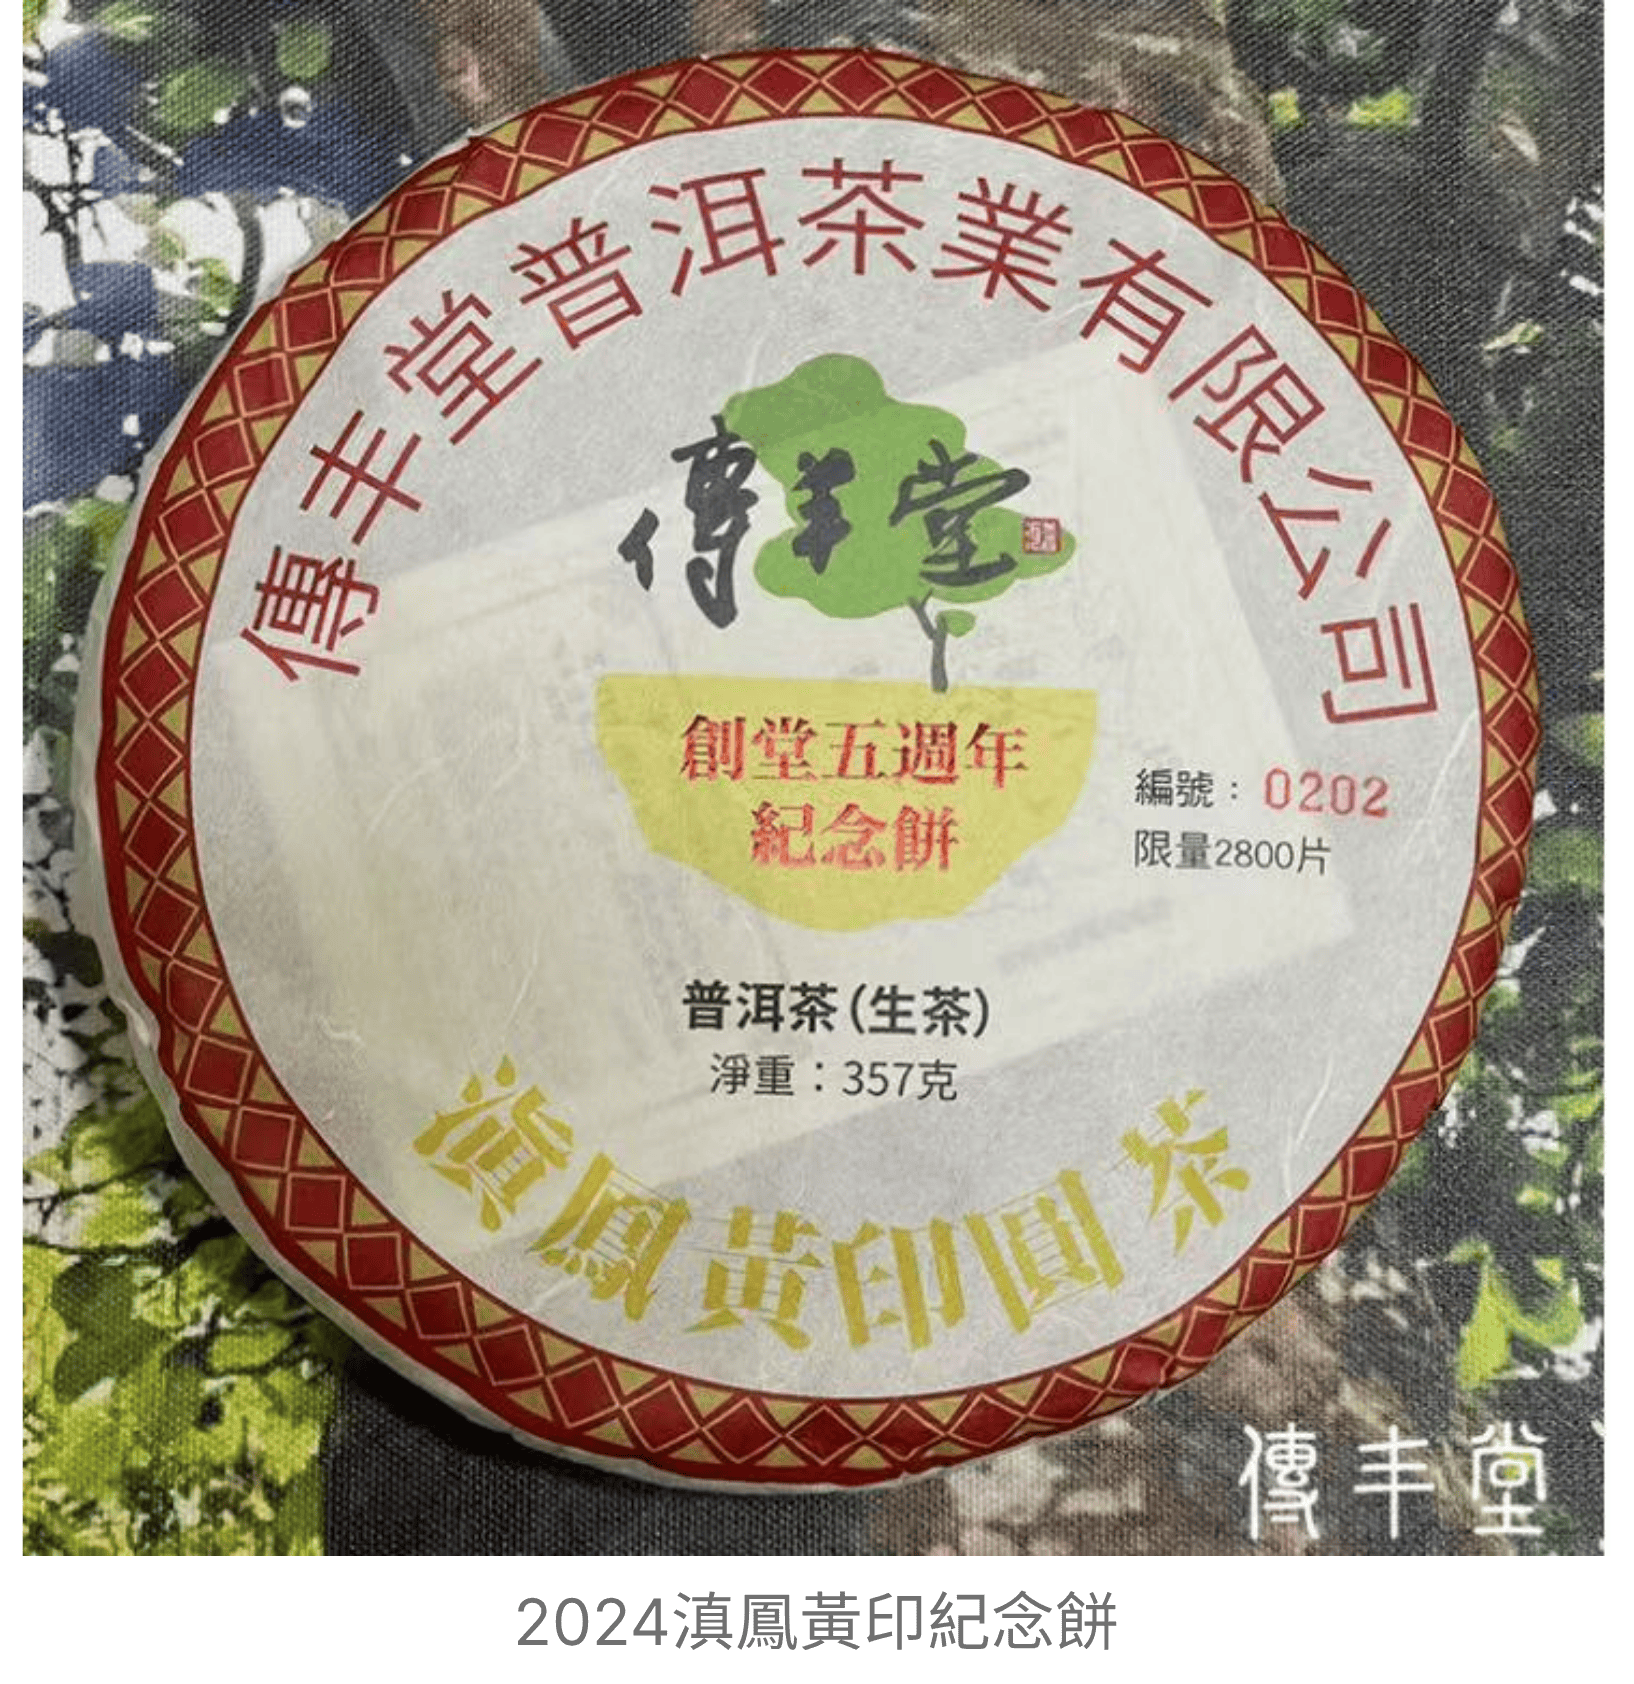 傳丰堂普洱茶業有限公司
傳丰堂
創堂五週年
紀念餅
編號：0202
限量2800片
普洱茶(生茶)
淨重：357克
滇鳳黃印圓茶
傳丰堂
2024滇鳳黃印紀念餅